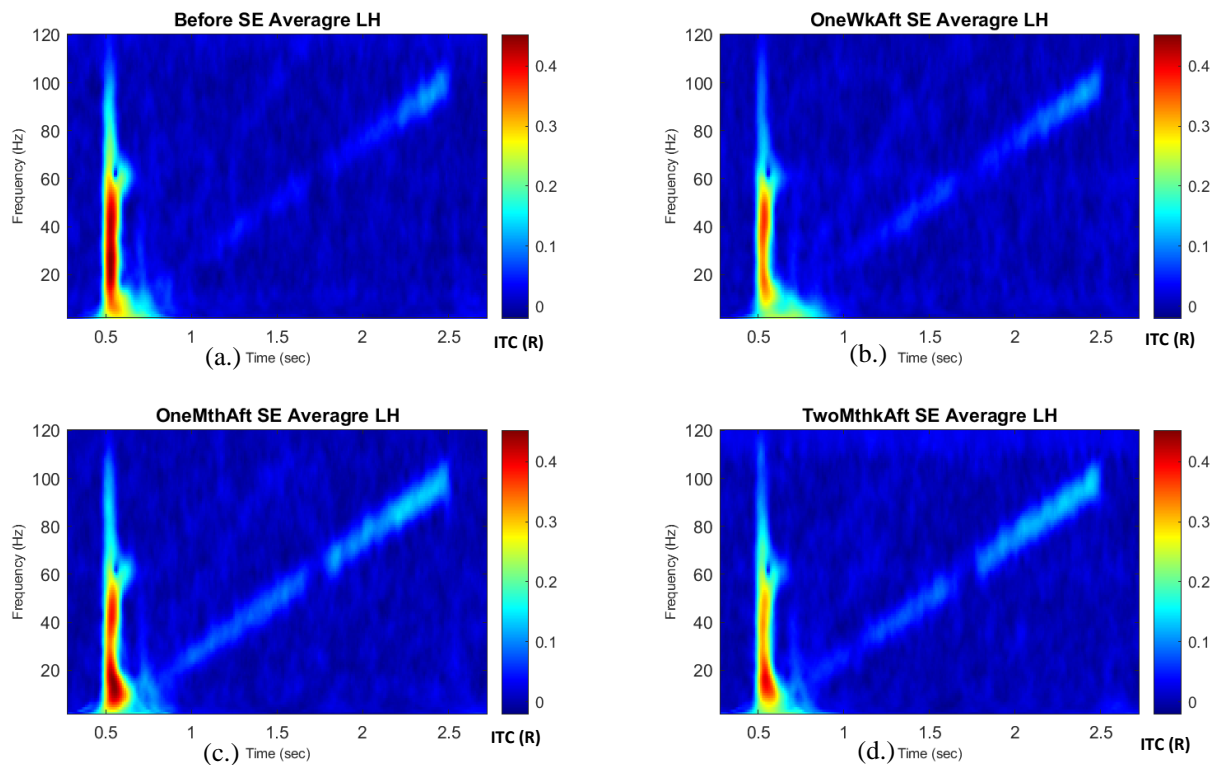 Before SE Averagre LH
OneWkAft SE Averagre LH
120
100
80
60
40
20
Frequency (Hz)
0.5 1 1.5 2 2.5
0.4
0.3
0.2
0.1
0
ITC (R)
(a.) Time (sec)
120
100
80
60
40
20
Frequency (Hz)
0.5 1 1.5 2 2.5
0.4
0.3
0.2
0.1
0
ITC (R)
(b.) Time (sec)
OneMthAft SE Averagre LH
TwoMthkAft SE Averagre LH
120
100
80
60
40
20
Frequency (Hz)
0.5 1 1.5 2 2.5
0.4
0.3
0.2
0.1
0
ITC (R)
(c.) Time (sec)
120
100
80
60
40
20
Frequency (Hz)
0.5 1 1.5 2 2.5
0.4
0.3
0.2
0.1
0
ITC (R)
(d.) Time (sec)